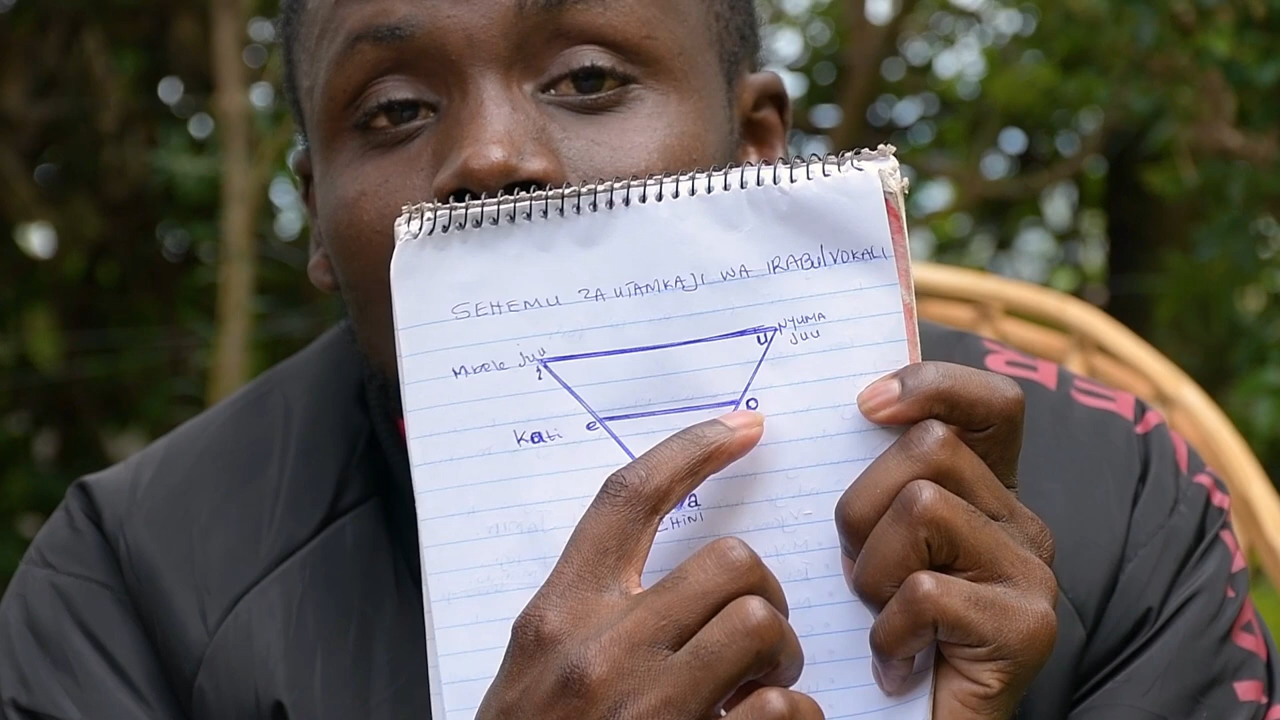 SEHEMU ZA UTAMKAJI WA IRABU/VOKALI
Mbele juu
i
u
NYUMA
JUU
Kati
e
o
a
CHINI